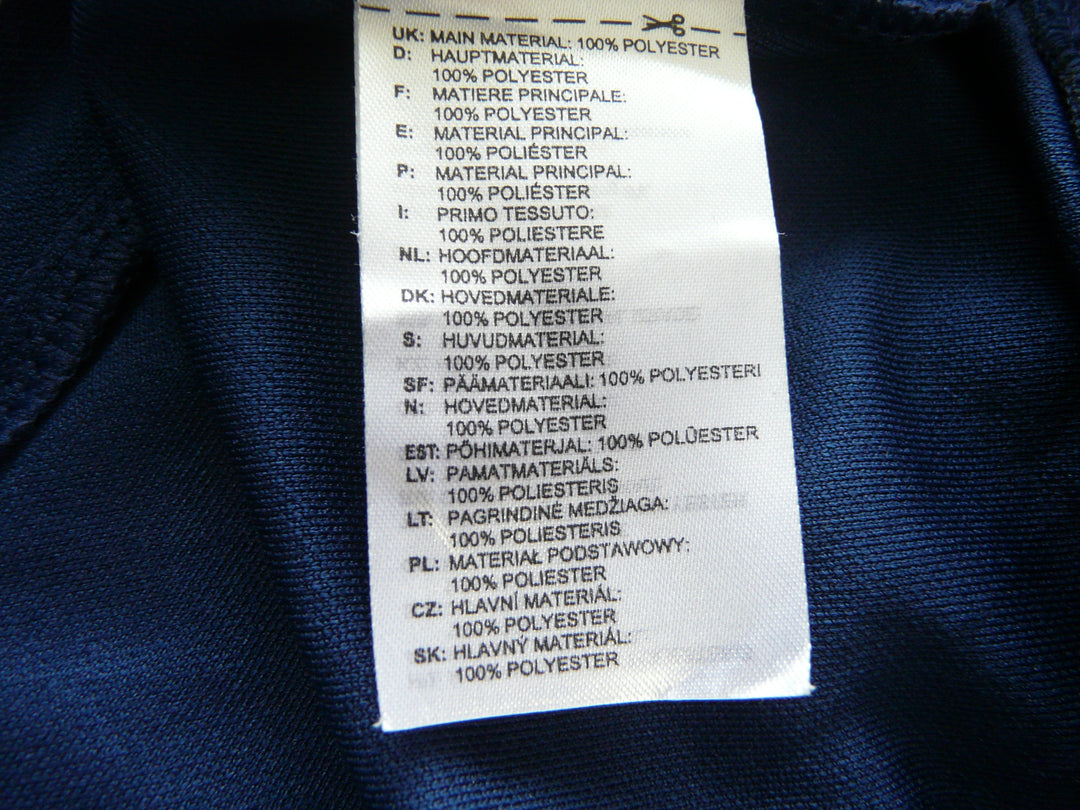 UK: MAIN MATERIAL: 100% POLYESTER
D: HAUPTMATERIAL:
100% POLYESTER
F: MATIERE PRINCIPALE:
100% POLYESTER
E: MATERIAL PRINCIPAL:
100% POLIÉSTER
P: MATERIAL PRINCIPAL:
100% POLIÉSTER
I: PRIMO TESSUTO:
100% POLIESTERE
NL: HOOFDMATERIAAL:
100% POLYESTER
DK: HOVEDMATERIALE:
100% POLYESTER
S: HUVUDMATERIAL:
100% POLYESTER
SF: PÄÄMATERIAALI: 100% POLYESTERI
N: HOVEDMATERIAL:
100% POLYESTER
EST: PÕHIMATERJAL: 100% POLÜESTER
LV: PAMATMATERIĀLS:
100% POLIESTERIS
LT: PAGRINDINĖ MEDŽIAGA:
100% POLIESTERIS
PL: MATERIAŁ PODSTAWOWY:
100% POLIESTER
CZ: HLAVNÍ MATERIÁL:
100% POLYESTER
SK: HLAVNÝ MATERIÁL:
100% POLYESTER